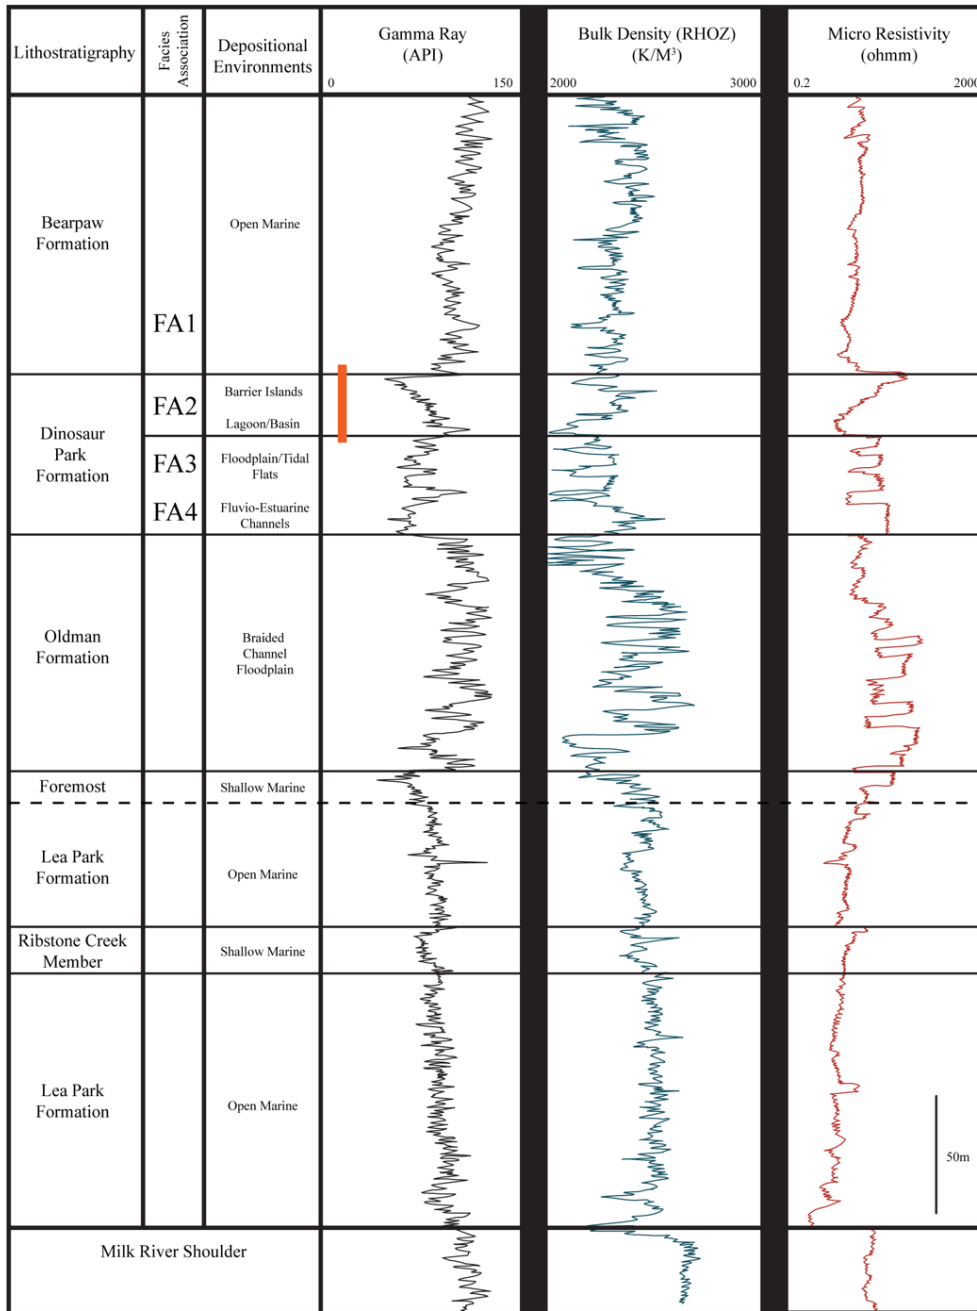 Lithostratigraphy
Facies
Association
Depositional
Environments
Gamma Ray
(API)
0 150
Bulk Density (RHOZ)
(K/M³)
2000 3000
Micro Resistivity
(ohmm)
0.2 2000
Bearpaw
Formation
FA1
Open Marine
Dinosaur
Park
Formation
FA2
Barrier Islands
Lagoon/Basin
FA3
Floodplain/Tidal
Flats
FA4
Fluvio-Estuarine
Channels
Oldman
Formation
Braided
Channel
Floodplain
Foremost
Shallow Marine
Lea Park
Formation
Open Marine
Ribstone Creek
Member
Shallow Marine
Lea Park
Formation
Open Marine
50m
Milk River Shoulder